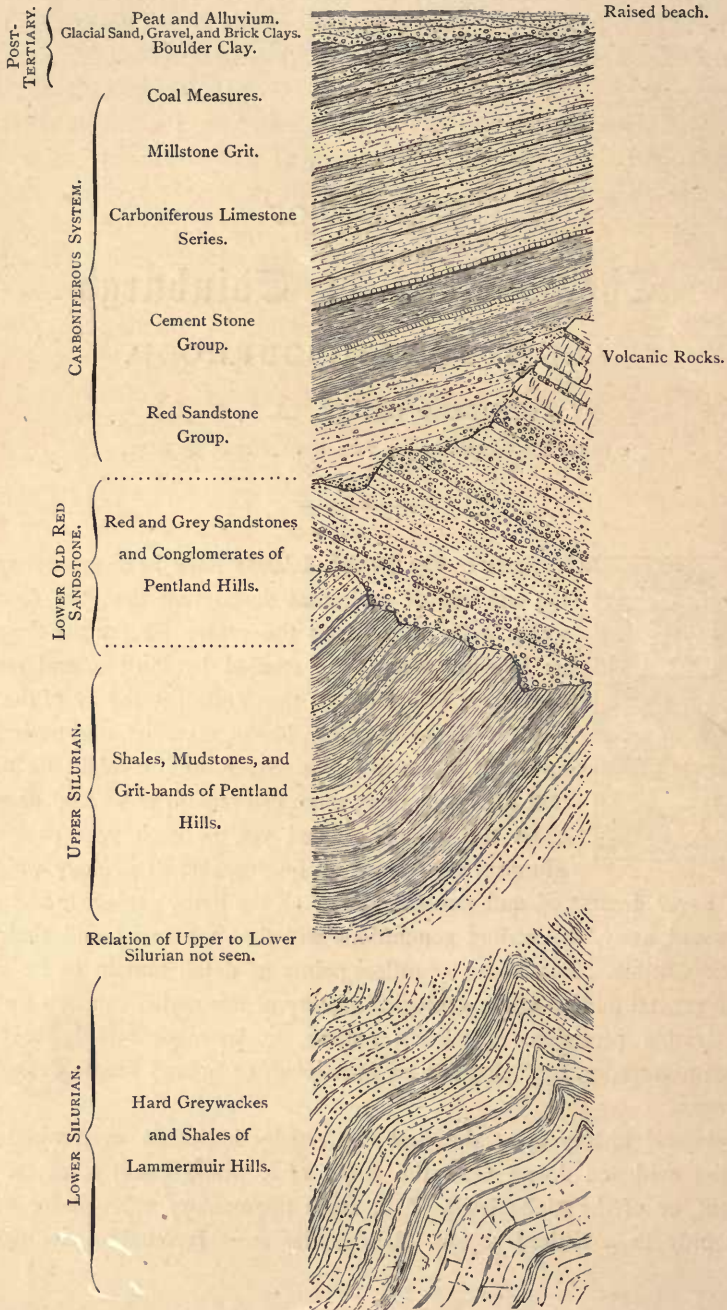 POST-
TERTIARY.
Peat and Alluvium.
Glacial Sand, Gravel, and Brick Clays.
Boulder Clay.
Raised beach.
CARBONIFEROUS SYSTEM.
Coal Measures.
Millstone Grit.
Carboniferous Limestone
Series.
Cement Stone
Group.
Volcanic Rocks.
Red Sandstone
Group.
LOWER OLD RED
SANDSTONE.
Red and Grey Sandstones
and Conglomerates of
Pentland Hills.
UPPER SILURIAN.
Shales, Mudstones, and
Grit-bands of Pentland
Hills.
Relation of Upper to Lower
Silurian not seen.
LOWER SILURIAN.
Hard Greywackes
and Shales of
Lammermuir Hills.